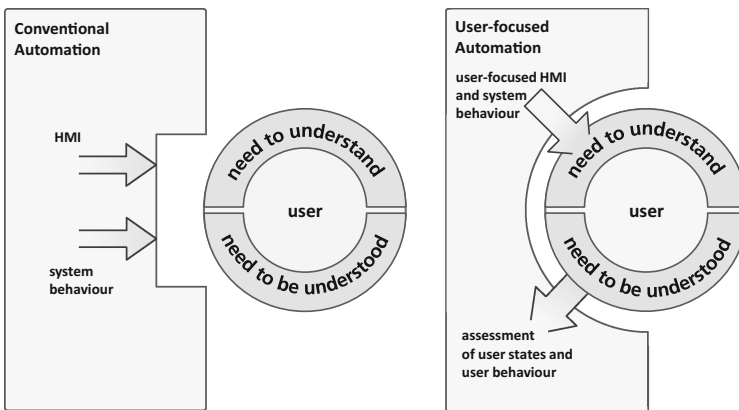 Conventional
Automation
HMI
system
behaviour
need to understand
user
need to be understood
User-focused
Automation
user-focused HMI
and system
behaviour
need to understand
user
need to be understood
assessment
of user states and
user behaviour